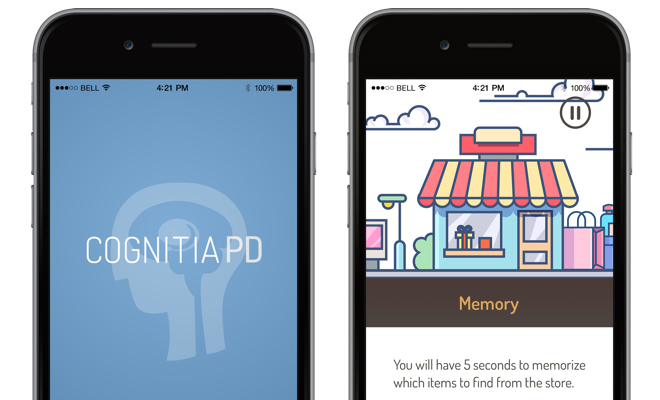 BELL 4:21 PM 100%
COGNITIA PD
BELL 4:21 PM 100%
Memory
You will have 5 seconds to memorize
which items to find from the store.